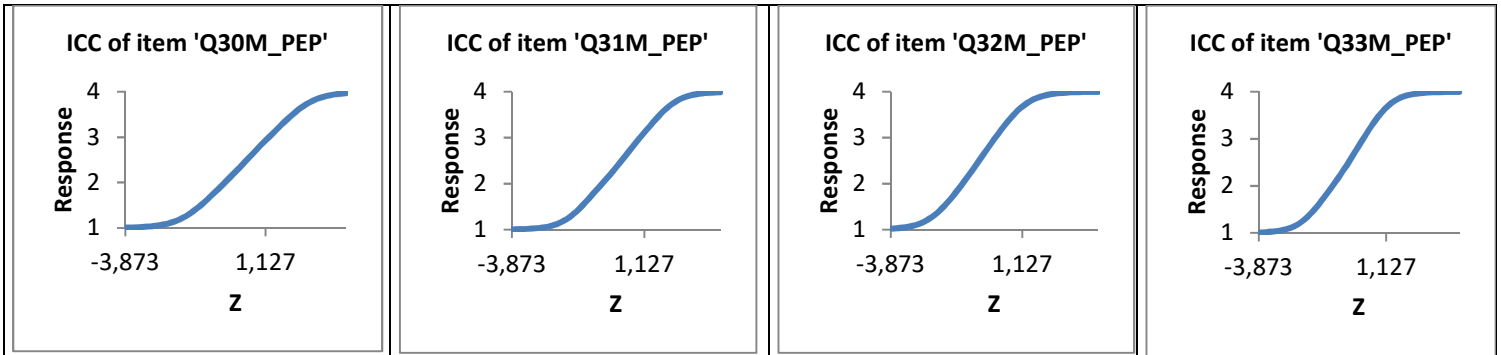 ICC of item 'Q30M_PEP'
4
3
2
1
Response
-3,873 1,127
Z
ICC of item 'Q31M_PEP'
4
3
2
1
Response
-3,873 1,127
Z
ICC of item 'Q32M_PEP'
4
3
2
1
Response
-3,873 1,127
Z
ICC of item 'Q33M_PEP'
4
3
2
1
Response
-3,873 1,127
Z